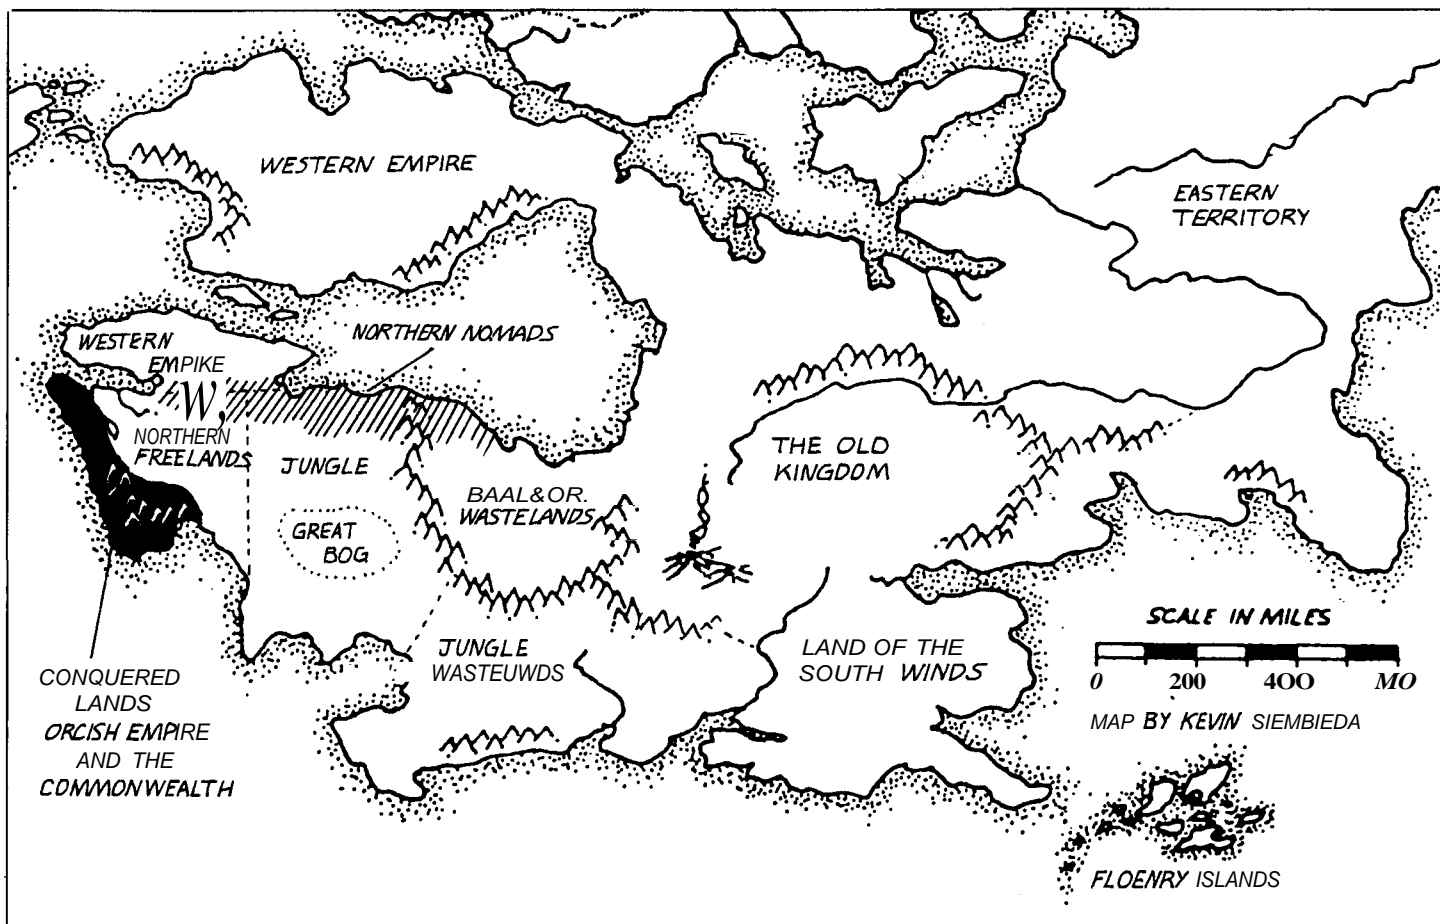 WESTERN EMPIRE
EASTERN
TERRITORY
NORTHERN NOMADS
WESTERN
EMPIKE
W,
NORTHERN
FREELANDS
JUNGLE
GREAT
BOG
BAAL&OR.
WASTELANDS
THE OLD
KINGDOM
JUNGLE
WASTEUWDS
LAND OF THE
SOUTH WINDS
CONQUERED
LANDS
ORCISH EMPIRE
AND THE
COMMONWEALTH
SCALE IN MILES
0 200 4OO MO
MAP BY KEVIN SIEMBIEDA
FLOENRY ISLANDS